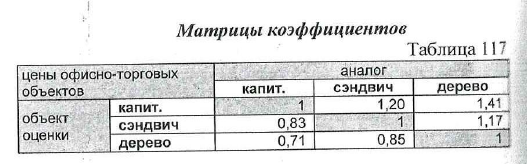 Матрицы коэффициентов
Таблица 117
цены офисно-торговых объектов аналог
капит. сэндвич дерево
объект оценки капит. 1 1,20 1,41
сэндвич 0,83 1 1,17
дерево 0,71 0,85 1